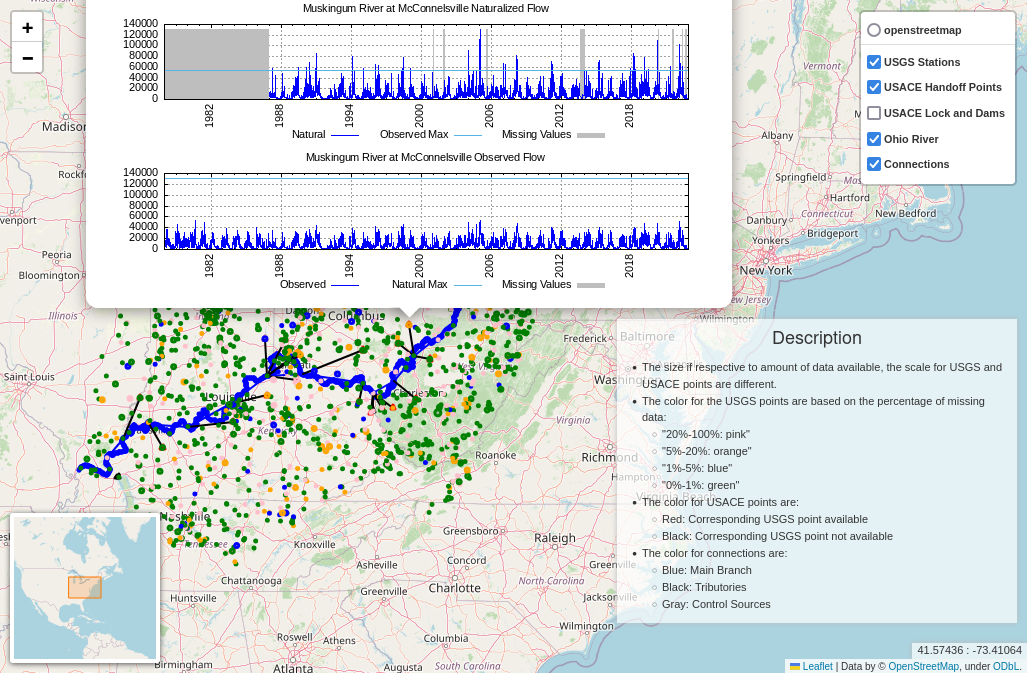 Muskingum River at McConnelsville Naturalized Flow
140000
120000
100000
80000
60000
40000
20000
0
1982
1988
1994
2000
2006
2012
2018
Natural
Observed Max
Missing Values
Muskingum River at McConnelsville Observed Flow
140000
120000
100000
80000
60000
40000
20000
0
1982
1988
1994
2000
2006
2012
2018
Observed
Natural Max
Missing Values
+
−
openstreetmap
USGS Stations
USACE Handoff Points
USACE Lock and Dams
Ohio River
Connections
Vermont
Madison
Albany
Springfield
Hartford
Connecticut
New Bedford
Danbury
Bridgeport
Yonkers
New York
New Jersey
Wilmington
Peoria
Bloomington
Illinois
Columbus
Saint Louis
Louisville
Charleston
Frederick
Baltimore
Washington
Virginia
Roanoke
Richmond
Hampton
Virginia Beach
Nashville
Tennessee
Knoxville
Greensboro
Raleigh
Asheville
Concord
Greenville
Chattanooga
Greenville
Charlotte
North Carolina
Huntsville
Jacksonville
Wilmington
Roswell
Athens
Columbia
Birmingham
Atlanta
Augusta
South Carolina
Description
The size if respective to amount of data available, the scale for USGS and
USACE points are different.
The color for the USGS points are based on the percentage of missing
data:
"20%-100%: pink"
"5%-20%: orange"
"1%-5%: blue"
"0%-1%: green"
The color for USACE points are:
Red: Corresponding USGS point available
Black: Corresponding USGS point not available
The color for connections are:
Blue: Main Branch
Black: Tributories
Gray: Control Sources
41.57436 : -73.41064
Leaflet | Data by © OpenStreetMap, under ODbL.